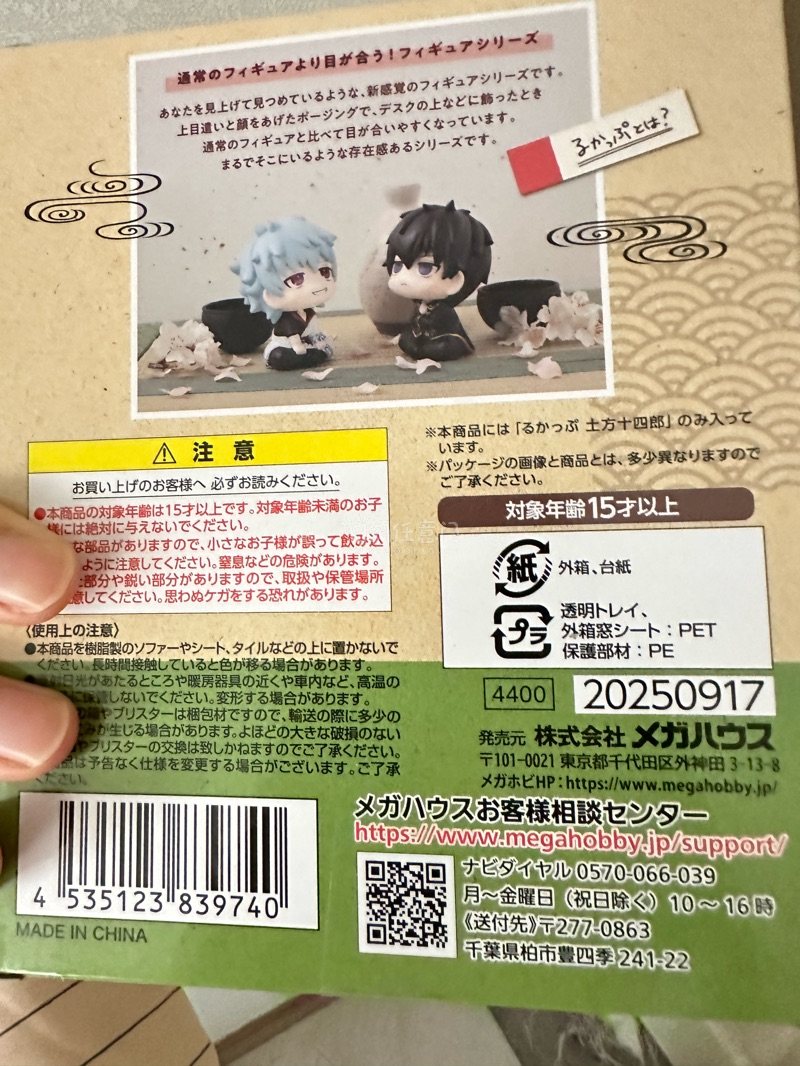 通常のフィギュアより目が合う!フィギュアシリーズ
あなたを見上げて見つめているような、新感覚のフィギュアシリーズです。
上目遣いと顔をあげたポージングで、デスクの上などに飾ったとき
通常のフィギュアと比べて目が合いやすくなっています。
まるでそこにいるような存在感あるシリーズです。
るかっぷとは?
※本商品には「るかっぷ 土方十四郎」のみ入って
います。
※パッケージの画像と商品とは、多少異なりますので
ご了承ください。
⚠ 注意
お買い上げのお客様へ 必ずお読みください。
●本商品の対象年齢は15才以上です。対象年齢未満のお子
様には絶対に与えないでください。
な部品がありますので、小さなお子様が誤って飲み込
ように注意してください。窒息などの危険があります。
部分や鋭い部分がありますので、取扱や保管場所
意してください。思わぬケガをする恐れがあります。
対象年齢15才以上
紙 外箱、台紙
プラ 透明トレイ、
外箱窓シート:PET
保護部材:PE
〈使用上の注意〉
●本商品を樹脂製のソファーやシート、タイルなどの上に置かないで
ください。長時間接触していると色が移る場合があります。
日光があたるところや暖房器具の近くや車内など、高温の
に保管しないでください。変形する場合があります。
やブリスターは梱包材ですので、輸送の際に多少の
みが生じる場合があります。よほどの大きな破損のない
やブリスターの交換は致しかねますのでご了承ください。
品は予告なく仕様を変更する場合がございます。ご了承
ください。
4400 20250917
発売元 株式会社 メガハウス
〒101-0021 東京都千代田区外神田 3-13-8
メガホビHP:https://www.megahobby.jp/
メガハウスお客様相談センター
https://www.megahobby.jp/support/
ナビダイヤル 0570-066-039
月〜金曜日(祝日除く)10〜16時
《送付先》〒277-0863
千葉県柏市豊四季 241-22
4 535123 839740
MADE IN CHINA